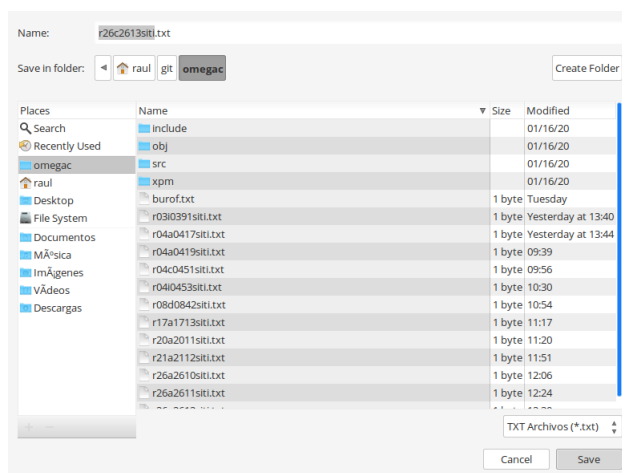 Name: r26c2613siti.txt
Save in folder: raul git omegac Create Folder
Places Name Size Modified
Search include 01/16/20
Recently Used obj 01/16/20
omegac src 01/16/20
raul xpm 01/16/20
Desktop burof.txt 1 byte Tuesday
File System r03i0391siti.txt 1 byte Yesterday at 13:40
Documentos r04a0417siti.txt 1 byte Yesterday at 13:44
MÃºsica r04a0419siti.txt 1 byte 09:39
ImÃ¡genes r04c0451siti.txt 1 byte 09:56
VÃ­deos r04i0453siti.txt 1 byte 10:30
Descargas r08d0842siti.txt 1 byte 10:54
r17a1713siti.txt 1 byte 11:17
r20a2011siti.txt 1 byte 11:20
r21a2112siti.txt 1 byte 11:51
r26a2610siti.txt 1 byte 12:06
r26a2611siti.txt 1 byte 12:24
TXT Archivos (*.txt)
Cancel Save